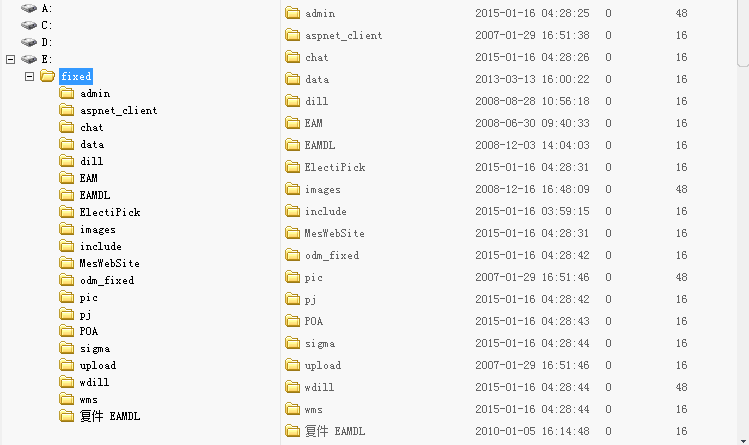 A:
C:
D:
E:
fixed
admin
aspnet_client
chat
data
dill
EAM
EAMDL
ElectiPick
images
include
MesWebSite
odm_fixed
pic
pj
POA
sigma
upload
wdill
wms
复件 EAMDL
admin 2015-01-16 04:28:25 0 48
aspnet_client 2007-01-29 16:51:38 0 16
chat 2015-01-16 04:28:26 0 16
data 2013-03-13 16:00:22 0 16
dill 2008-08-28 10:56:18 0 16
EAM 2008-06-30 09:40:33 0 16
EAMDL 2008-12-03 14:04:03 0 16
ElectiPick 2015-01-16 04:28:31 0 16
images 2008-12-16 16:48:09 0 48
include 2015-01-16 03:59:15 0 16
MesWebSite 2015-01-16 04:28:31 0 16
odm_fixed 2015-01-16 04:28:42 0 16
pic 2007-01-29 16:51:46 0 48
pj 2015-01-16 04:28:42 0 16
POA 2015-01-16 04:28:43 0 16
sigma 2015-01-16 04:28:44 0 16
upload 2007-01-29 16:51:46 0 16
wdill 2015-01-16 04:28:44 0 48
wms 2015-01-16 04:28:44 0 16
复件 EAMDL 2010-01-05 16:14:48 0 16